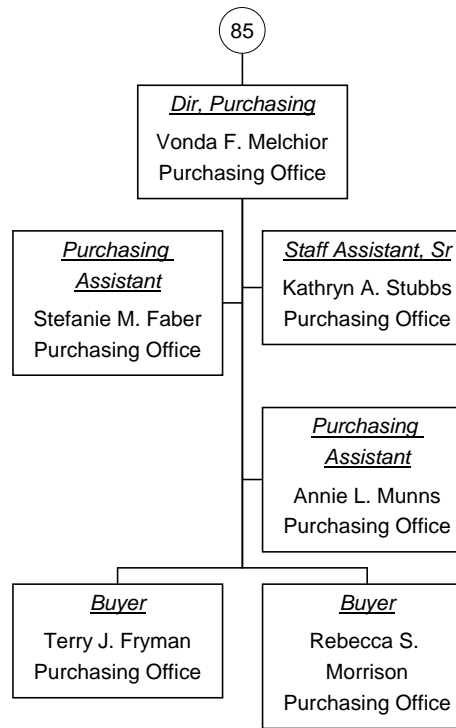 85
Dir, Purchasing
Vonda F. Melchior
Purchasing Office
Purchasing
Assistant
Stefanie M. Faber
Purchasing Office
Staff Assistant, Sr
Kathryn A. Stubbs
Purchasing Office
Purchasing
Assistant
Annie L. Munns
Purchasing Office
Buyer
Terry J. Fryman
Purchasing Office
Buyer
Rebecca S.
Morrison
Purchasing Office